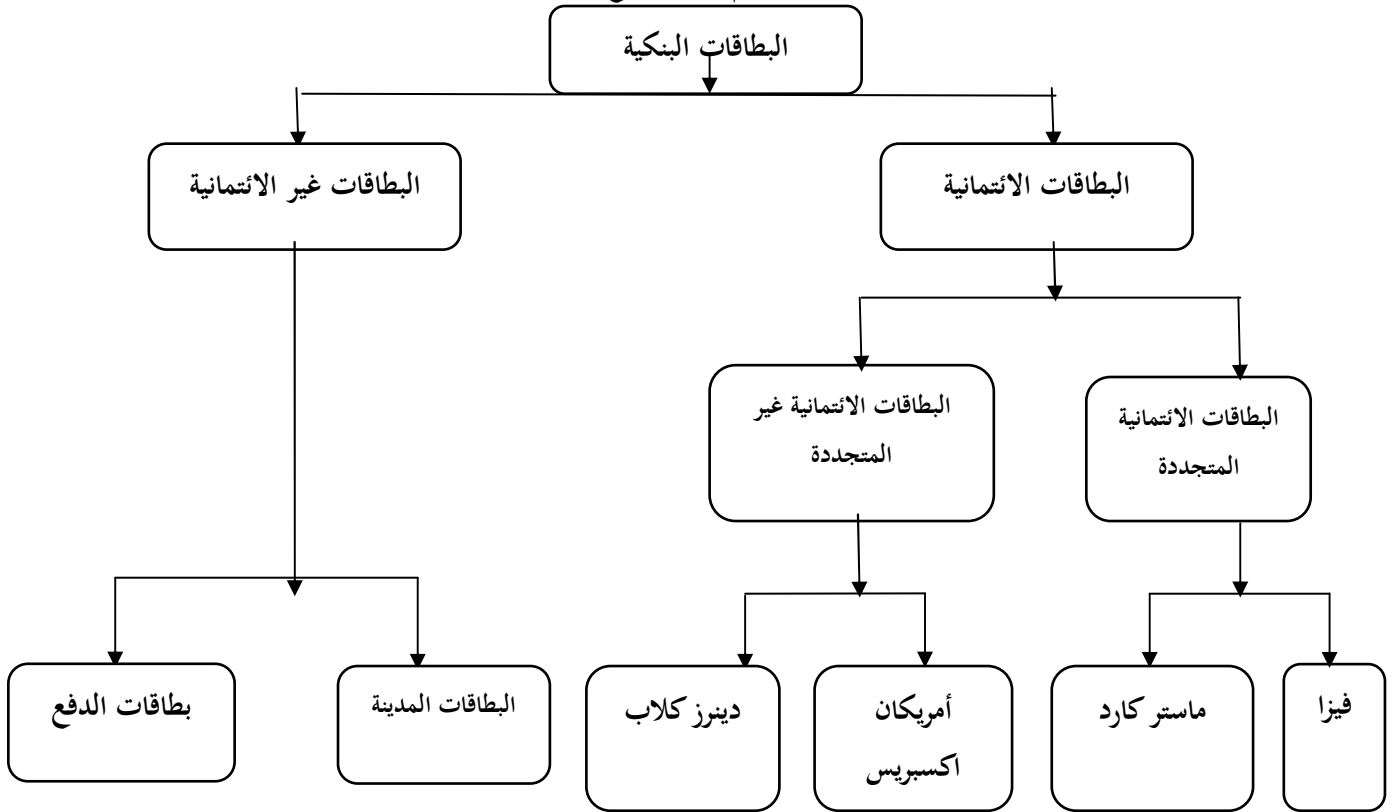 البطاقات البنكية
البطاقات الائتمانية
البطاقات غير الائتمانية
البطاقات الائتمانية
المتجددة
البطاقات الائتمانية غير
المتجددة
فيزا
ماستر كارد
أمريكان
اكسبريس
دينرز كلاب
البطاقات المدينة
بطاقات الدفع